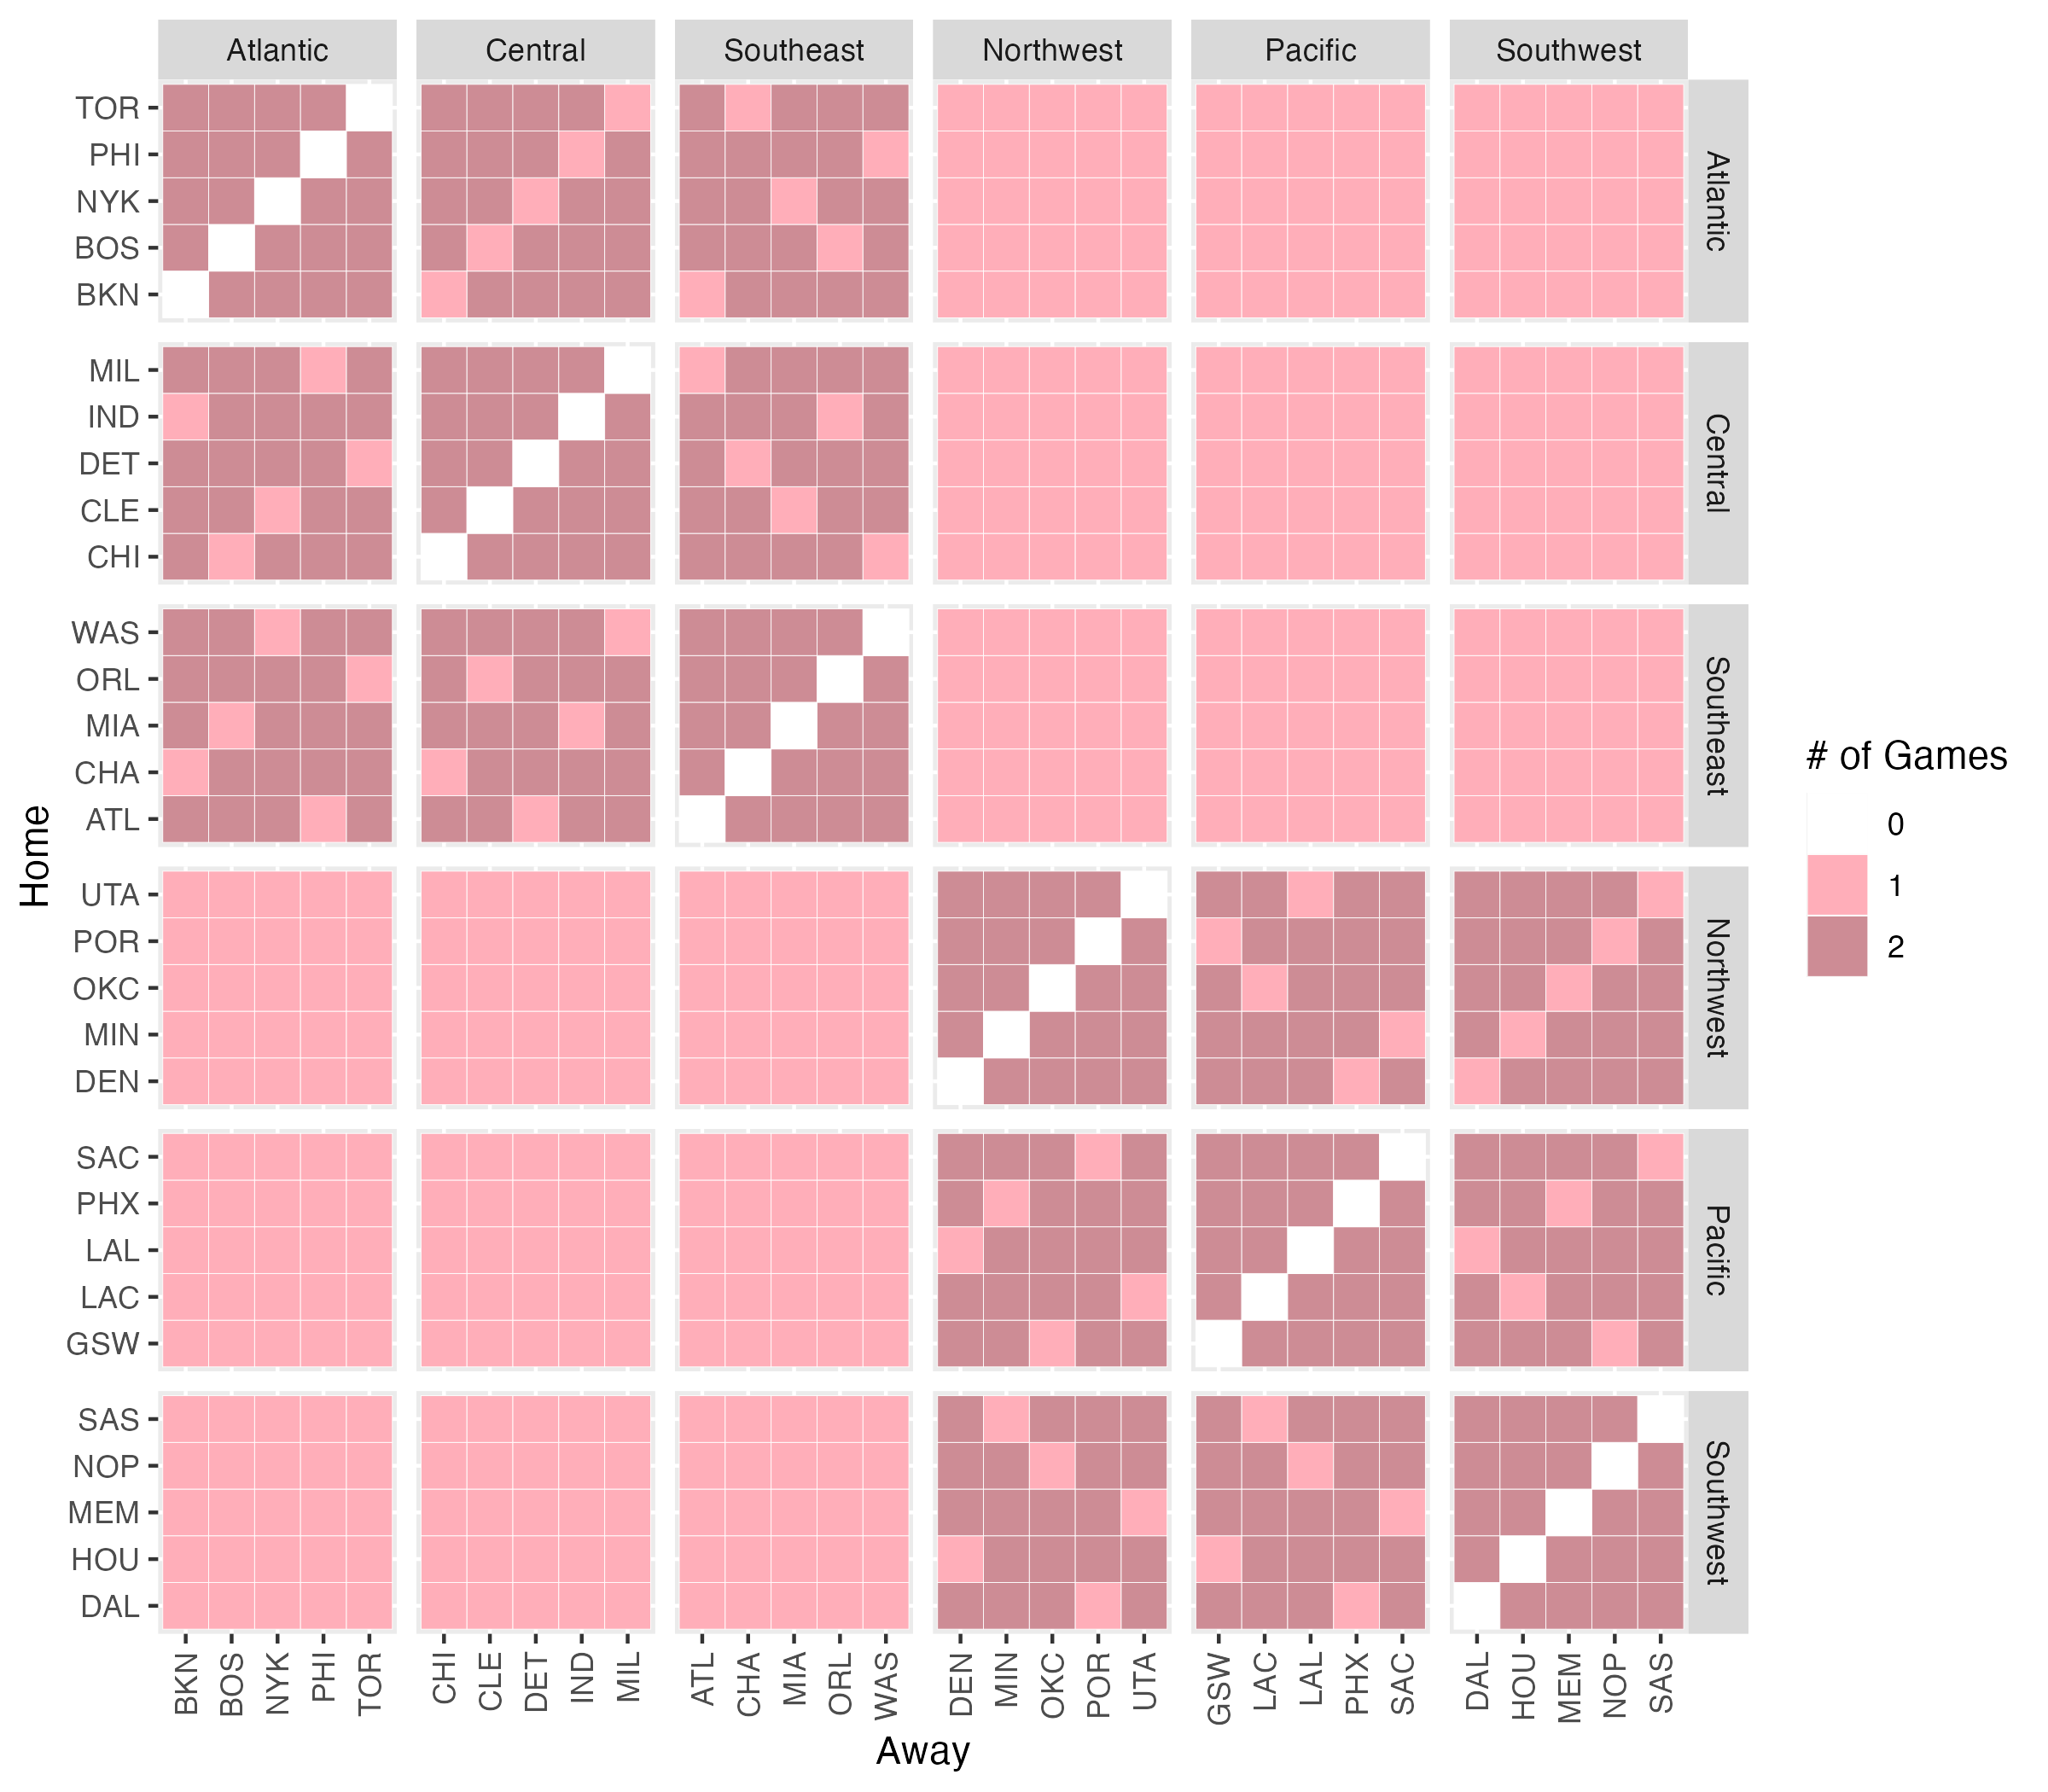 Atlantic
Central
Southeast
Northwest
Pacific
Southwest
TOR
PHI
NYK
BOS
BKN
Atlantic
MIL
IND
DET
CLE
CHI
Central
WAS
ORL
MIA
CHA
ATL
Southeast
UTA
POR
OKC
MIN
DEN
Northwest
SAC
PHX
LAL
LAC
GSW
Pacific
SAS
NOP
MEM
HOU
DAL
Southwest
Home
BKN
BOS
NYK
PHI
TOR
CHI
CLE
DET
IND
MIL
ATL
CHA
MIA
ORL
WAS
DEN
MIN
OKC
POR
UTA
GSW
LAC
LAL
PHX
SAC
DAL
HOU
MEM
NOP
SAS
Away
# of Games
0
1
2